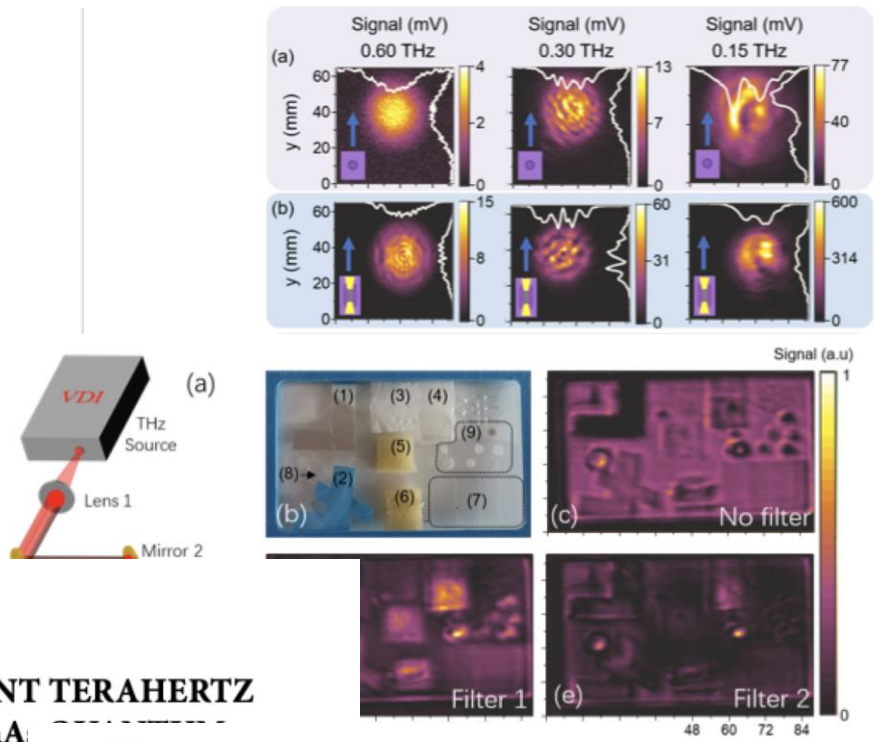 Signal (mV) Signal (mV) Signal (mV)
0.60 THz 0.30 THz 0.15 THz
(a)
y (mm)
60
40
20
0
4
2
0
13
7
0
77
40
0
(b)
y (mm)
60
40
20
0
15
8
0
60
31
0
600
314
0
(a)
VDI
THz
Source
Lens 1
Mirror 2
Signal (a.u)
1
0
(1)
(3)
(4)
(9)
(5)
(8)
(2)
(6)
(7)
(b)
(c)
No filter
Filter 1
(e)
Filter 2
48 60 72 84
NT TERAHERTZ